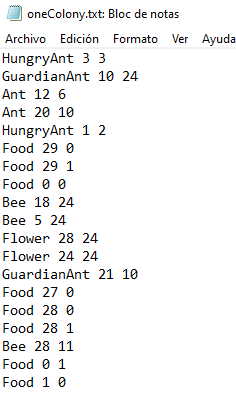 oneColony.txt: Bloc de notas
Archivo Edición Formato Ver Ayuda
HungryAnt 3 3
GuardianAnt 10 24
Ant 12 6
Ant 20 10
HungryAnt 1 2
Food 29 0
Food 29 1
Food 0 0
Bee 18 24
Bee 5 24
Flower 28 24
Flower 24 24
GuardianAnt 21 10
Food 27 0
Food 28 0
Food 28 1
Bee 28 11
Food 0 1
Food 1 0